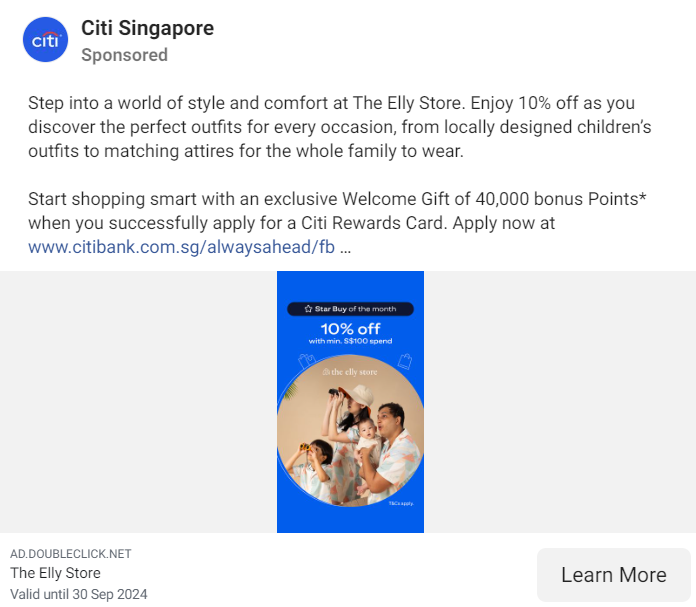 citi
Citi Singapore
Sponsored
Step into a world of style and comfort at The Elly Store. Enjoy 10% off as you
discover the perfect outfits for every occasion, from locally designed children’s
outfits to matching attires for the whole family to wear.
Start shopping smart with an exclusive Welcome Gift of 40,000 bonus Points*
when you successfully apply for a Citi Rewards Card. Apply now at
www.citibank.com.sg/alwaysahead/fb ...
Star Buy of the month
10% off
with min. S$100 spend
the elly store
T&Cs apply.
AD.DOUBLECLICK.NET
The Elly Store
Valid until 30 Sep 2024
Learn More